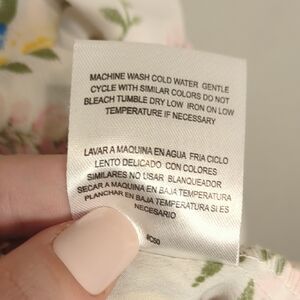 MACHINE WASH COLD WATER GENTLE
CYCLE WITH SIMILAR COLORS DO NOT
BLEACH TUMBLE DRY LOW IRON ON LOW
TEMPERATURE IF NECESSARY
LAVAR A MAQUINA EN AGUA FRIA CICLO
LENTO DELICADO CON COLORES
SIMILARES NO USAR BLANQUEADOR
SECAR A MAQUINA EN BAJA TEMPERATURA
PLANCHAR EN BAJA TEMPERATURA SI ES
NECESARIO
#C50